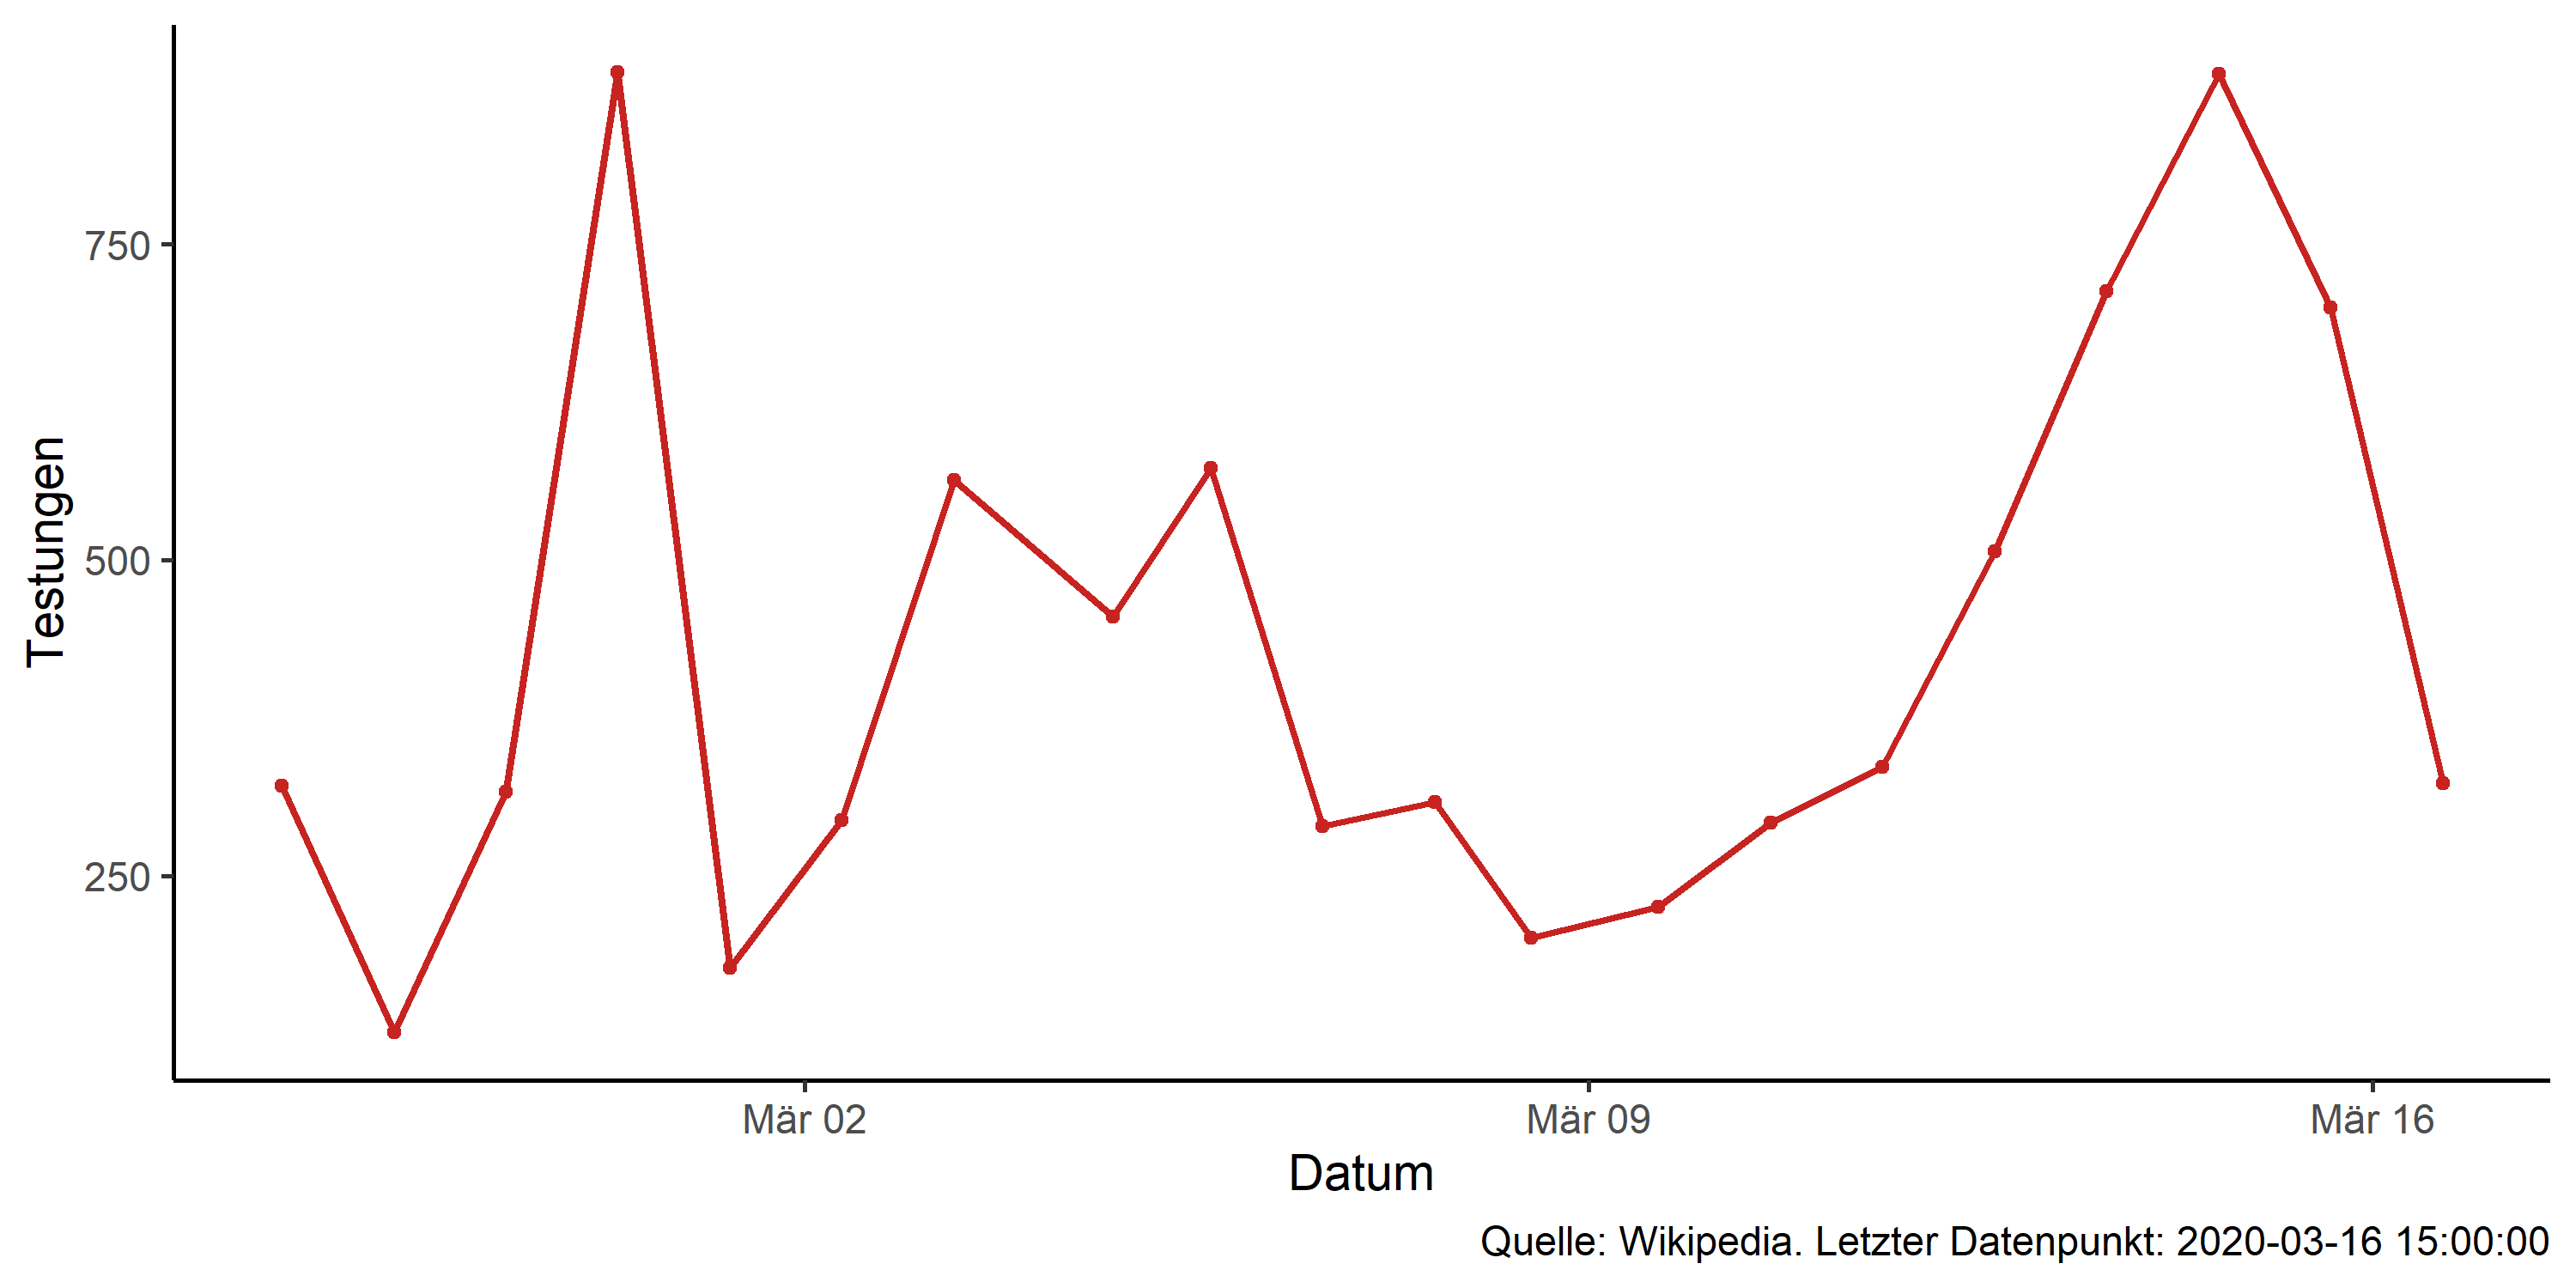 750
500
250
Testungen
Mär 02
Mär 09
Mär 16
Datum
Quelle: Wikipedia. Letzter Datenpunkt: 2020-03-16 15:00:00